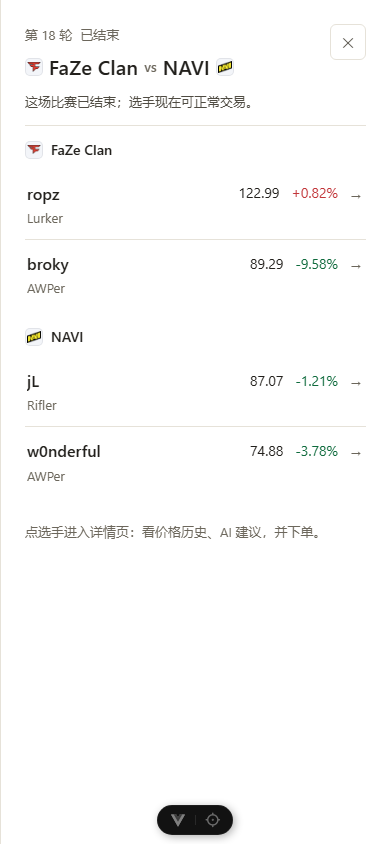 第 18 轮 已结束
FaZe Clan vs NAVI
这场比赛已结束；选手现在可正常交易。
FaZe Clan
ropz 122.99 +0.82% →
Lurker
broky 89.29 -9.58% →
AWPer
NAVI
jL 87.07 -1.21% →
Rifler
w0nderful 74.88 -3.78% →
AWPer
点选手进入详情页：看价格历史、AI 建议，并下单。